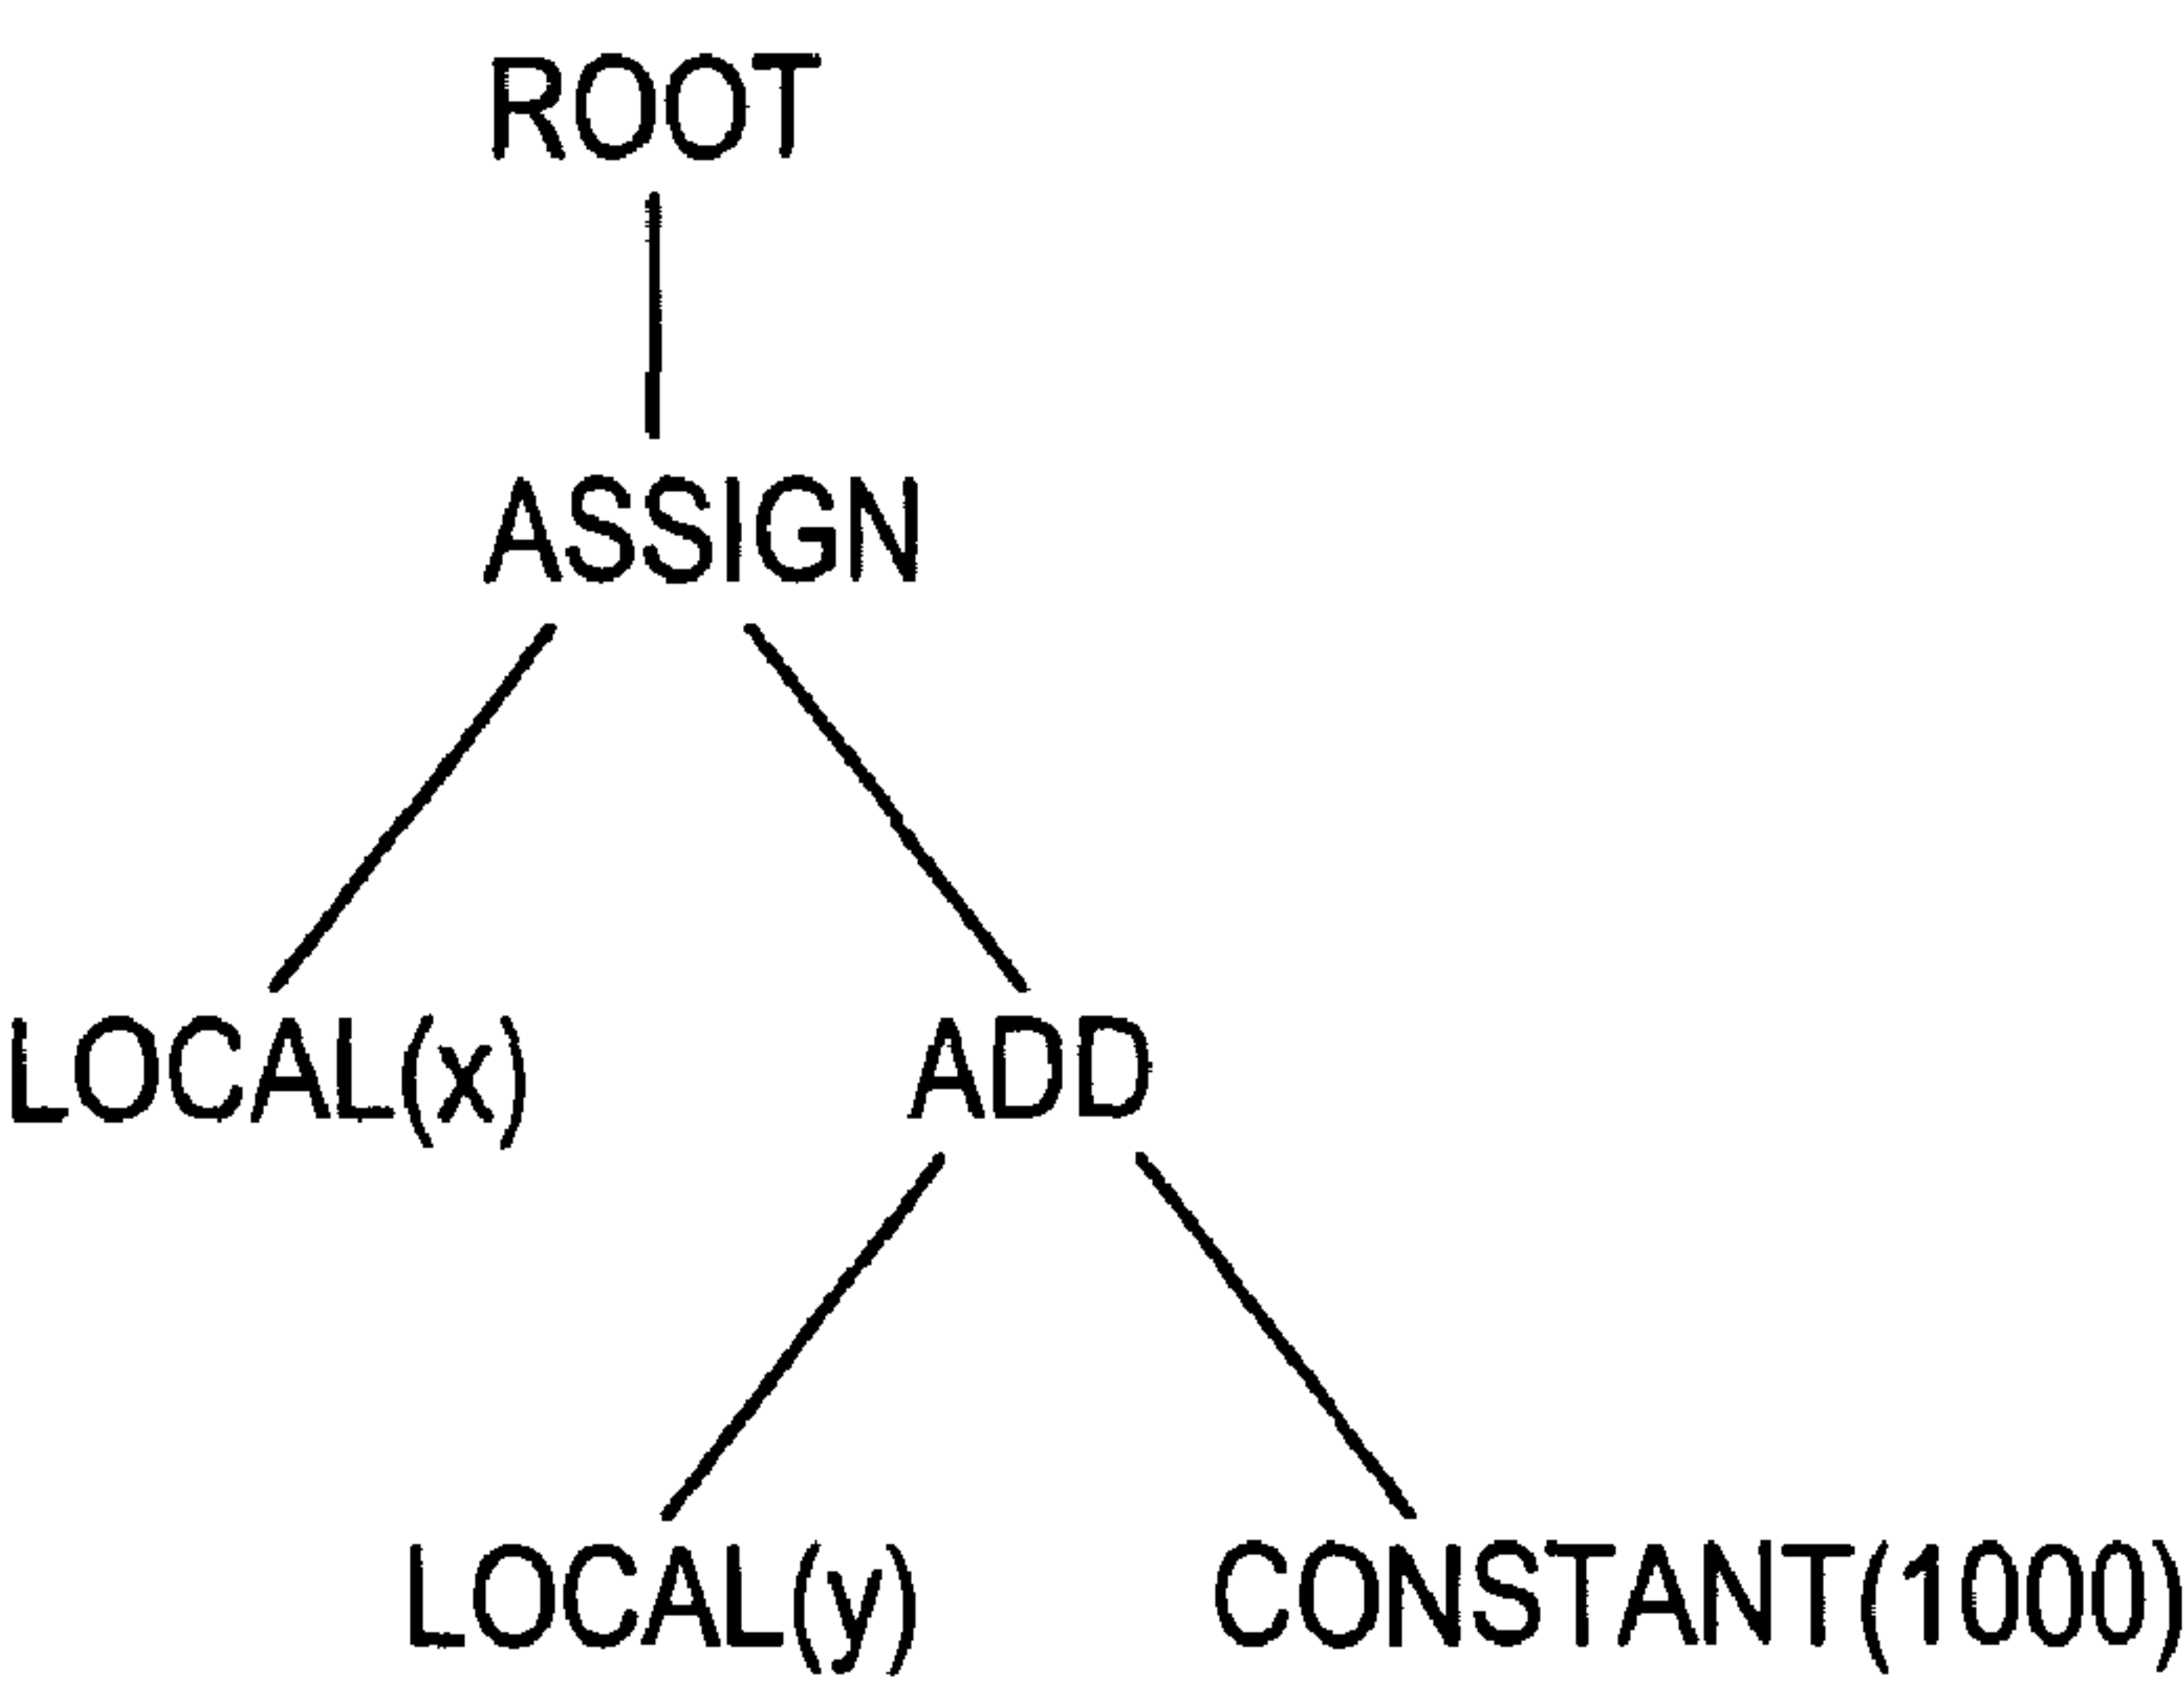 ROOT
ASSIGN
LOCAL(x) ADD
LOCAL(y) CONSTANT(1000)